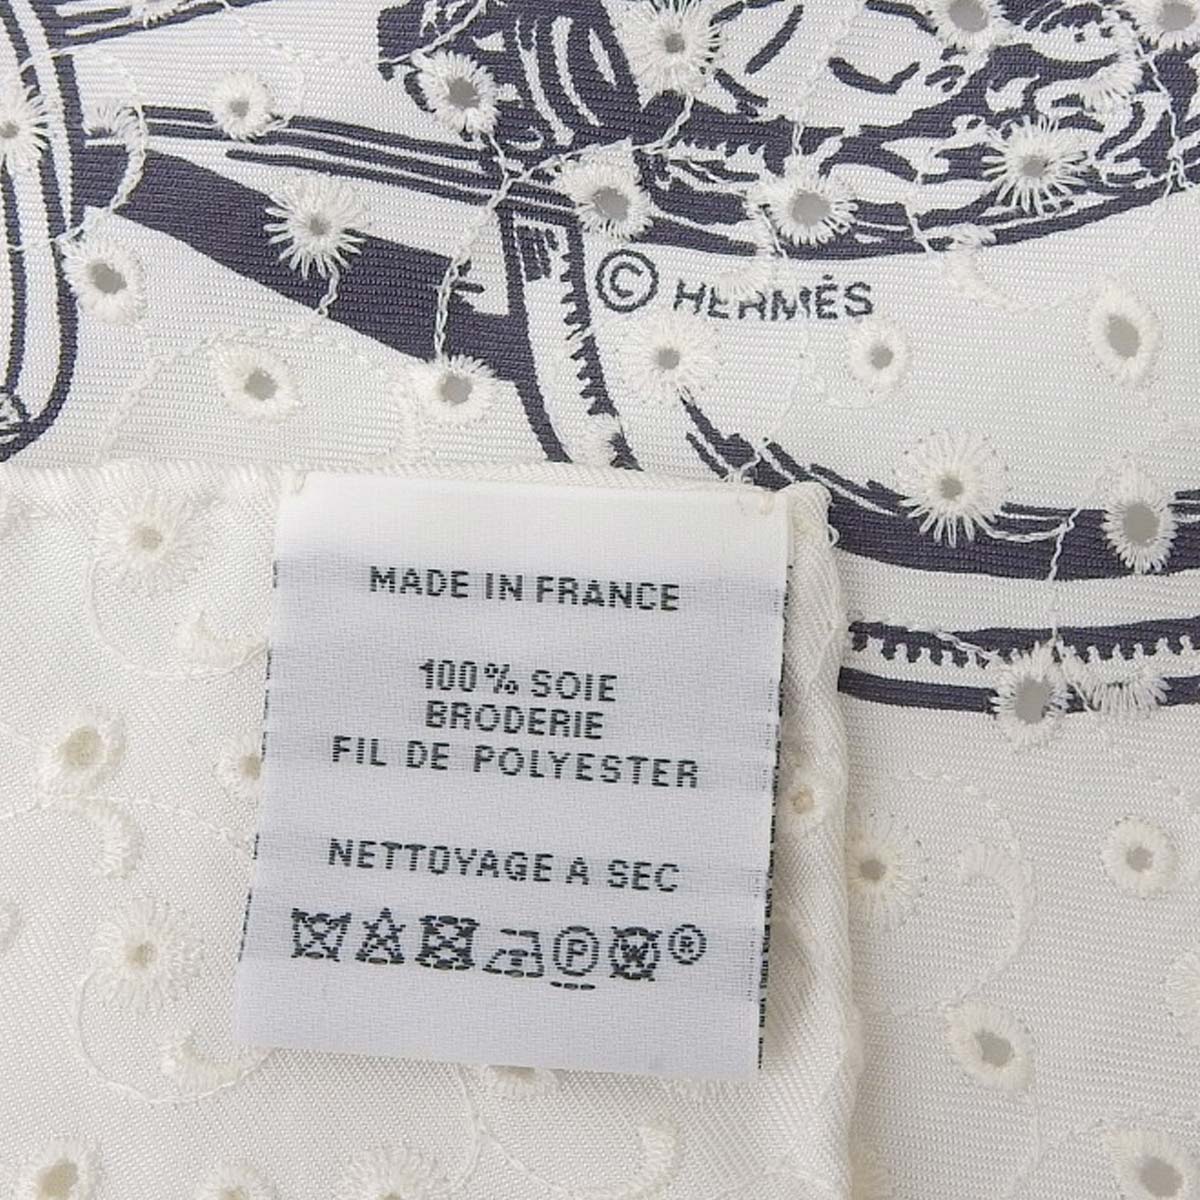 © HERMÈS
MADE IN FRANCE
100% SOIE
BRODERIE
FIL DE POLYESTER
NETTOYAGE A SEC
P W ®